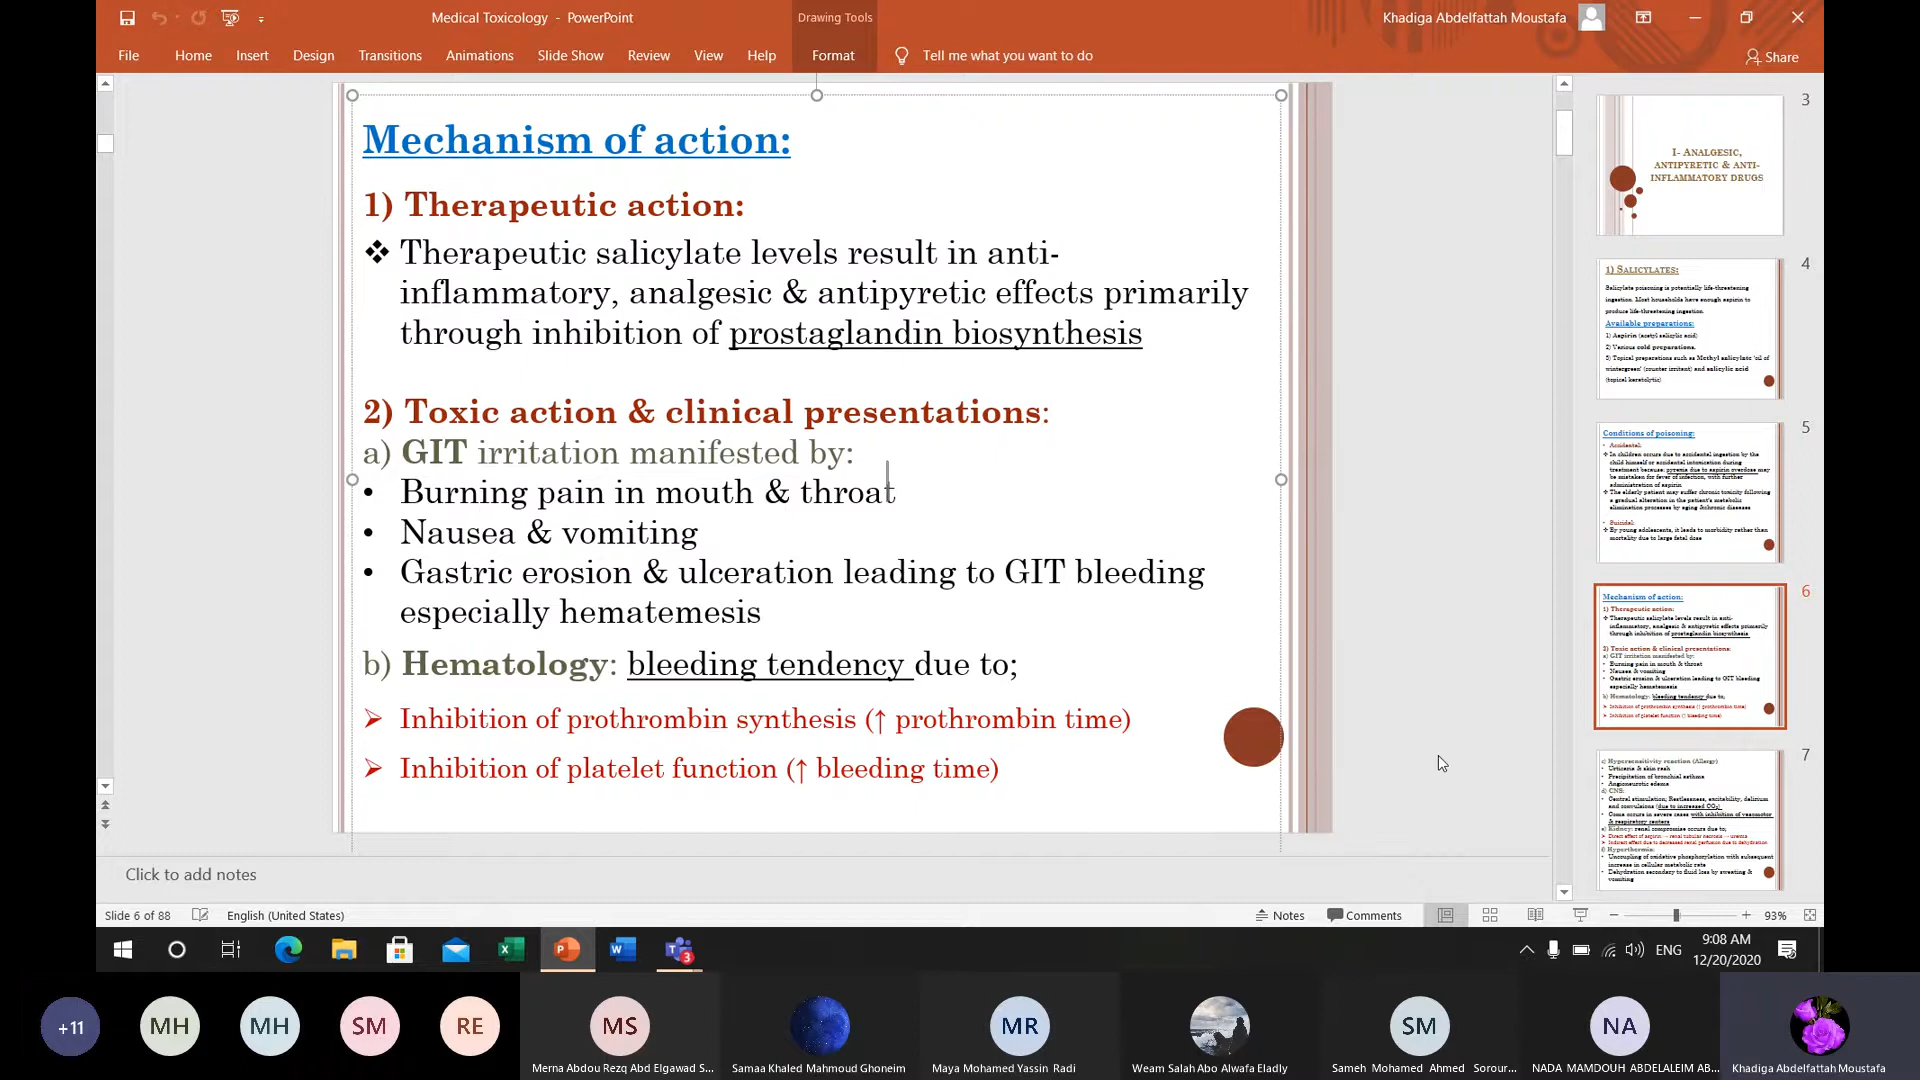 Medical Toxicology - PowerPoint
Drawing Tools
Khadiga Abdelfattah Moustafa
File Home Insert Design Transitions Animations Slide Show Review View Help Format Tell me what you want to do Share
Mechanism of action:
1) Therapeutic action:
❖ Therapeutic salicylate levels result in anti-
inflammatory, analgesic & antipyretic effects primarily
through inhibition of prostaglandin biosynthesis
2) Toxic action & clinical presentations:
a) GIT irritation manifested by:
• Burning pain in mouth & throat
• Nausea & vomiting
• Gastric erosion & ulceration leading to GIT bleeding
especially hematemesis
b) Hematology: bleeding tendency due to;
➢ Inhibition of prothrombin synthesis (↑ prothrombin time)
➢ Inhibition of platelet function (↑ bleeding time)
3
I- ANALGESIC,
ANTIPYRETIC & ANTI-
INFLAMMATORY DRUGS
4
1) SALICYLATES:
Salicylate poisoning is potentially life-threatening
ingestion. Most households have enough aspirin to
produce life-threatening ingestion.
Available preparations:
1) Aspirin (acetyl salicylic acid)
2) Various cold preparations.
3) Topical preparations such as Methyl salicylate 'oil of
wintergreen' (counter irritant) and salicylic acid
(topical keratolytic)
5
Conditions of poisoning:
• Accidental:
❖ In children occurs due to accidental ingestion by the
child himself or accidental intoxication during
treatment because; pyrexia due to aspirin overdose may
be mistaken for fever of infection, with further
administration of aspirin
❖ The elderly patient may suffer chronic toxicity following
a gradual alteration in the patient's metabolic
elimination processes by aging &chronic diseases
• Suicidal:
❖ By young adolescents, it leads to morbidity rather than
mortality due to large fatal dose
6
Mechanism of action:
1) Therapeutic action:
❖ Therapeutic salicylate levels result in anti-
inflammatory, analgesic & antipyretic effects primarily
through inhibition of prostaglandin biosynthesis
2) Toxic action & clinical presentations:
a) GIT irritation manifested by:
• Burning pain in mouth & throat
• Nausea & vomiting
• Gastric erosion & ulceration leading to GIT bleeding
especially hematemesis
b) Hematology: bleeding tendency due to;
➢ Inhibition of prothrombin synthesis (↑ prothrombin time)
➢ Inhibition of platelet function (↑ bleeding time)
7
c) Hypersensitivity reaction (Allergy)
• Urticaria & skin rash
• Precipitation of bronchial asthma
• Angioneurotic edema
d) CNS:
• Central stimulation; Restlessness, excitability, delirium
and convulsions (due to increased CO2)
• Coma occurs in severe cases with inhibition of vasomotor
& respiratory centers
e) Kidney: renal compromise occurs due to;
➢ Direct effect of aspirin → renal tubular necrosis → uremia
➢ Indirect effect due to decreased renal perfusion due to dehydration
f) Hyperthermia:
• Uncoupling of oxidative phosphorylation with subsequent
increase in cellular metabolic rate
• Dehydration secondary to fluid loss by sweating &
vomiting
Click to add notes
Slide 6 of 88 English (United States) Notes Comments 93%
3
ENG
9:08 AM
12/20/2020
+11 MH MH SM RE MS MR SM NA
Merna Abdou Rezq Abd Elgawad S... Samaa Khaled Mahmoud Ghoneim Maya Mohamed Yassin Radi Weam Salah Abo Alwafa Eladly Sameh Mohamed Ahmed Sorour... NADA MAMDOUH ABDELALEIM AB... Khadiga Abdelfattah Moustafa